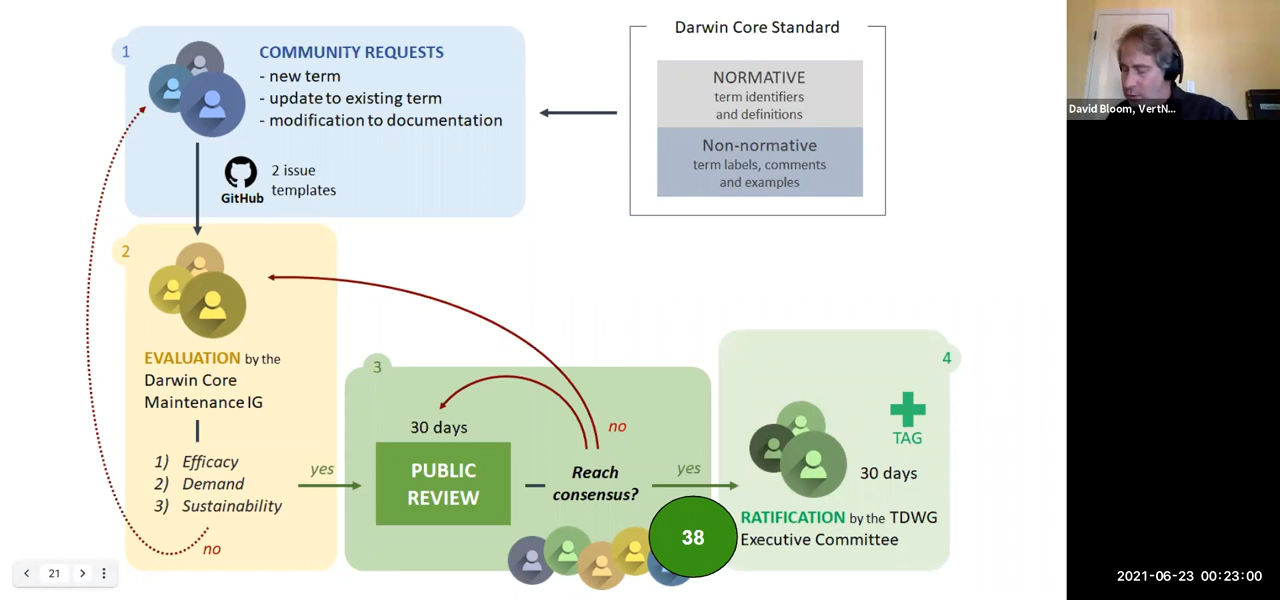 1
COMMUNITY REQUESTS
- new term
- update to existing term
- modification to documentation
GitHub
2 issue
templates
Darwin Core Standard
NORMATIVE
term identifiers
and definitions
Non-normative
term labels, comments
and examples
David Bloom, VertN...
2
EVALUATION by the
Darwin Core
Maintenance IG
1) Efficacy
2) Demand
3) Sustainability
no
yes
3
30 days
PUBLIC
REVIEW
no
Reach
consensus?
yes
38
4
TAG
30 days
RATIFICATION by the TDWG
Executive Committee
21
2021-06-23 00:23:00